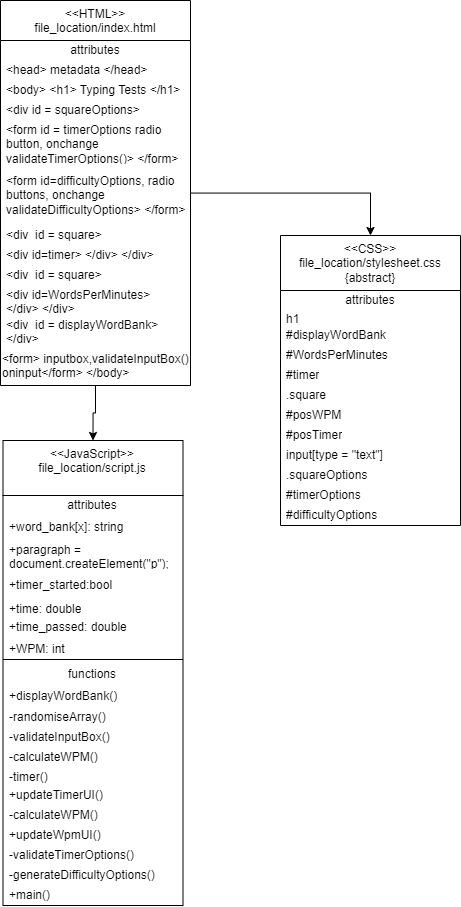 <<HTML>>
file_location/index.html
attributes
<head> metadata </head>
<body> <h1> Typing Tests </h1>
<div id = squareOptions>
<form id = timerOptions radio
button, onchange
validateTimerOptions()> </form>
<form id=difficultyOptions, radio
buttons, onchange
validateDifficultyOptions> </form>
<div  id = square>
<div id=timer> </div> </div>
<div  id = square>
<div id=WordsPerMinutes>
</div> </div>
<div  id = displayWordBank>
</div>
<form> inputbox,validateInputBox()
oninput</form> </body>
<<CSS>>
file_location/stylesheet.css
{abstract}
attributes
h1
#displayWordBank
#WordsPerMinutes
#timer
.square
#posWPM
#posTimer
input[type = "text"]
.squareOptions
#timerOptions
#difficultyOptions
<<JavaScript>>
file_location/script.js
attributes
+word_bank[x]: string
+paragraph =
document.createElement("p");
+timer_started:bool
+time: double
+time_passed: double
+WPM: int
functions
+displayWordBank()
-randomiseArray()
-validateInputBox()
-calculateWPM()
-timer()
+updateTimerUI()
-calculateWPM()
+updateWpmUI()
-validateTimerOptions()
-generateDifficultyOptions()
+main()